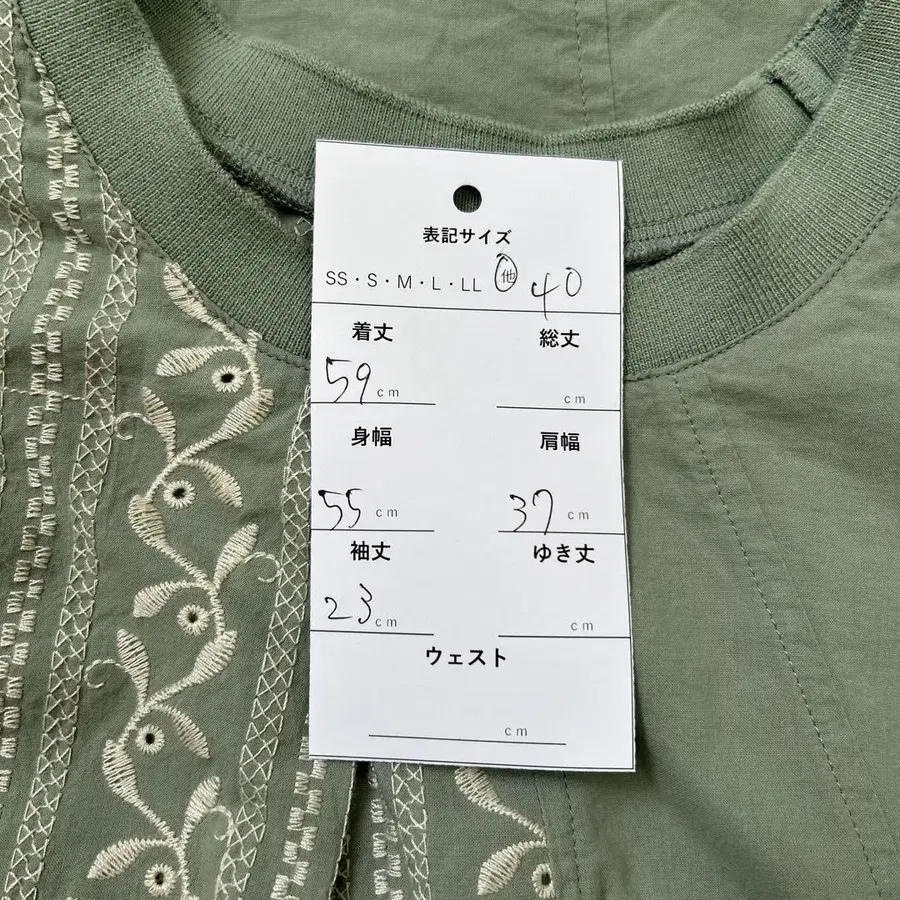 表記サイズ
SS・S・M・L・LL 他 40
着丈 総丈
59 cm cm
身幅 肩幅
55 cm 37 cm
袖丈 ゆき丈
23 cm cm
ウェスト
cm